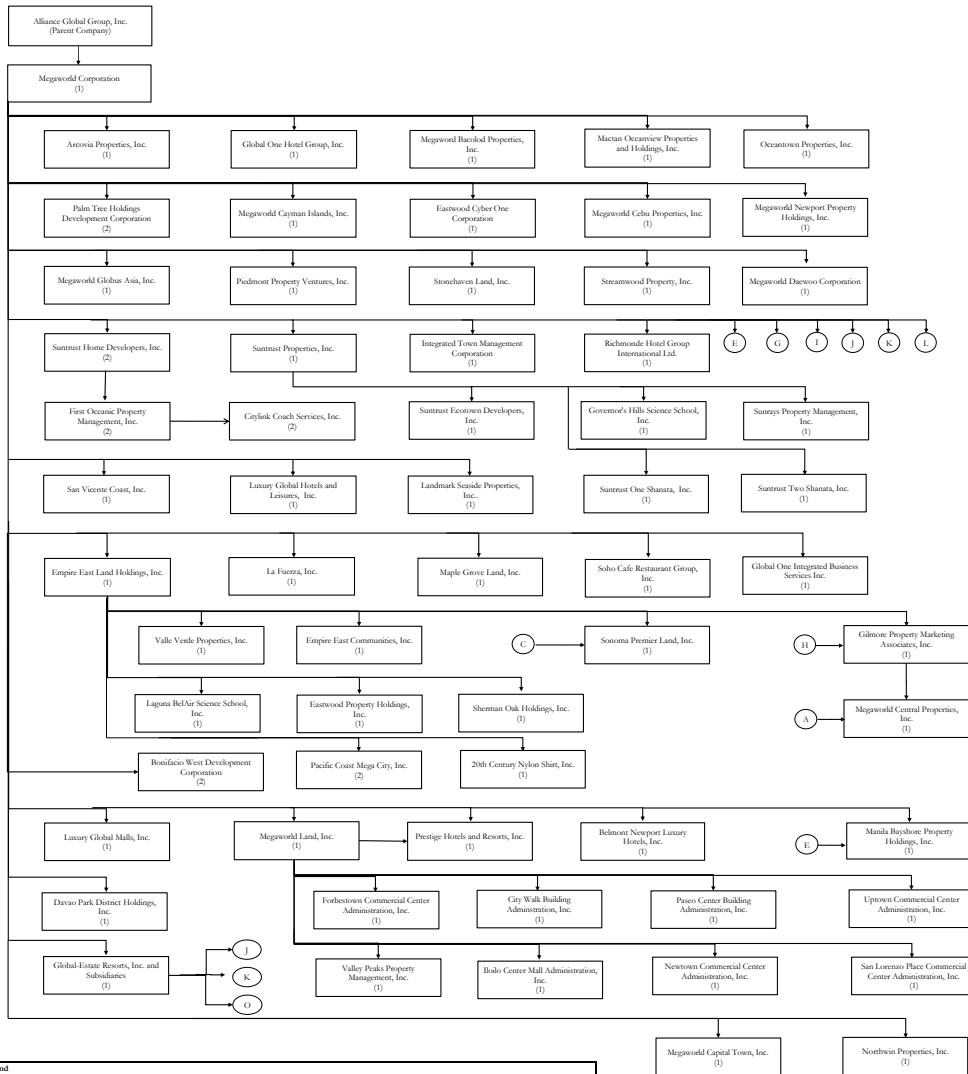 Alliance Global Group, Inc.
(Parent Company)
Megaworld Corporation
(1)
Arcovia Properties, Inc.
(1)
Global One Hotel Group, Inc.
(1)
Megaword Bacolod Properties,
Inc.
(1)
Mactan Oceanview Properties
and Holdings, Inc.
(1)
Oceantown Properties, Inc.
(1)
Palm Tree Holdings
Development Corporation
(2)
Megaworld Cayman Islands, Inc.
(1)
Eastwood Cyber One
Corporation
(1)
Megaworld Cebu Properties, Inc.
(1)
Megaworld Newport Property
Holdings, Inc.
(1)
Megaworld Globus Asia, Inc.
(1)
Piedmont Property Ventures, Inc.
(1)
Stonehaven Land, Inc.
(1)
Streamwood Property, Inc.
(1)
Megaworld Daewoo Corporation
(1)
Suntrust Home Developers, Inc.
(2)
Suntrust Properties, Inc.
(1)
Integrated Town Management
Corporation
(1)
Richmonde Hotel Group
International Ltd.
(1)
E
G
I
J
K
L
First Oceanic Property
Management, Inc.
(2)
Citylink Coach Services, Inc.
(2)
Suntrust Ecotown Developers,
Inc.
(1)
Governor's Hills Science School,
Inc.
(1)
Sunrays Property Management,
Inc.
(1)
San Vicente Coast, Inc.
(1)
Luxury Global Hotels and
Leisures, Inc.
(1)
Landmark Seaside Properties,
Inc..
(1)
Suntrust One Shanata, Inc.
(1)
Suntrust Two Shanata, Inc.
(1)
Empire East Land Holdings, Inc.
(1)
La Fuerza, Inc.
(1)
Maple Grove Land, Inc.
(1)
Soho Cafe Restaurant Group,
Inc.
(1)
Global One Integrated Business
Services Inc.
(1)
Valle Verde Properties, Inc.
(1)
Empire East Communities, Inc.
(1)
C
Sonoma Premier Land, Inc.
(1)
H
Gilmore Property Marketing
Associates, Inc.
(1)
Laguna BelAir Science School,
Inc.
(1)
Eastwood Property Holdings,
Inc.
(1)
Sherman Oak Holdings, Inc.
(1)
A
Megaworld Central Properties,
Inc.
(1)
Bonifacio West Development
Corporation
(2)
Pacific Coast Mega City, Inc.
(2)
20th Century Nylon Shirt, Inc.
(1)
Luxury Global Malls, Inc.
(1)
Megaworld Land, Inc.
(1)
Prestige Hotels and Resorts, Inc.
(1)
Belmont Newport Luxury
Hotels, Inc.
(1)
E
Manila Bayshore Property
Holdings, Inc.
(1)
Davao Park District Holdings,
Inc.
(1)
Forbestown Commercial Center
Administration, Inc.
(1)
City Walk Building
Adminstration, Inc.
(1)
Paseo Center Building
Administration, Inc.
(1)
Uptown Commercial Center
Administration, Inc.
(1)
Global-Estate Resorts, Inc. and
Subsidiaries
(1)
J
K
O
Valley Peaks Property
Management, Inc.
(1)
Iloilo Center Mall Administration,
Inc.
(1)
Newtown Commercial Center
Administration, Inc.
(1)
San Lorenzo Place Commercial
Center Administration, Inc.
(1)
Megaworld Capital Town, Inc.
(1)
Northwin Properties, Inc.
(1)